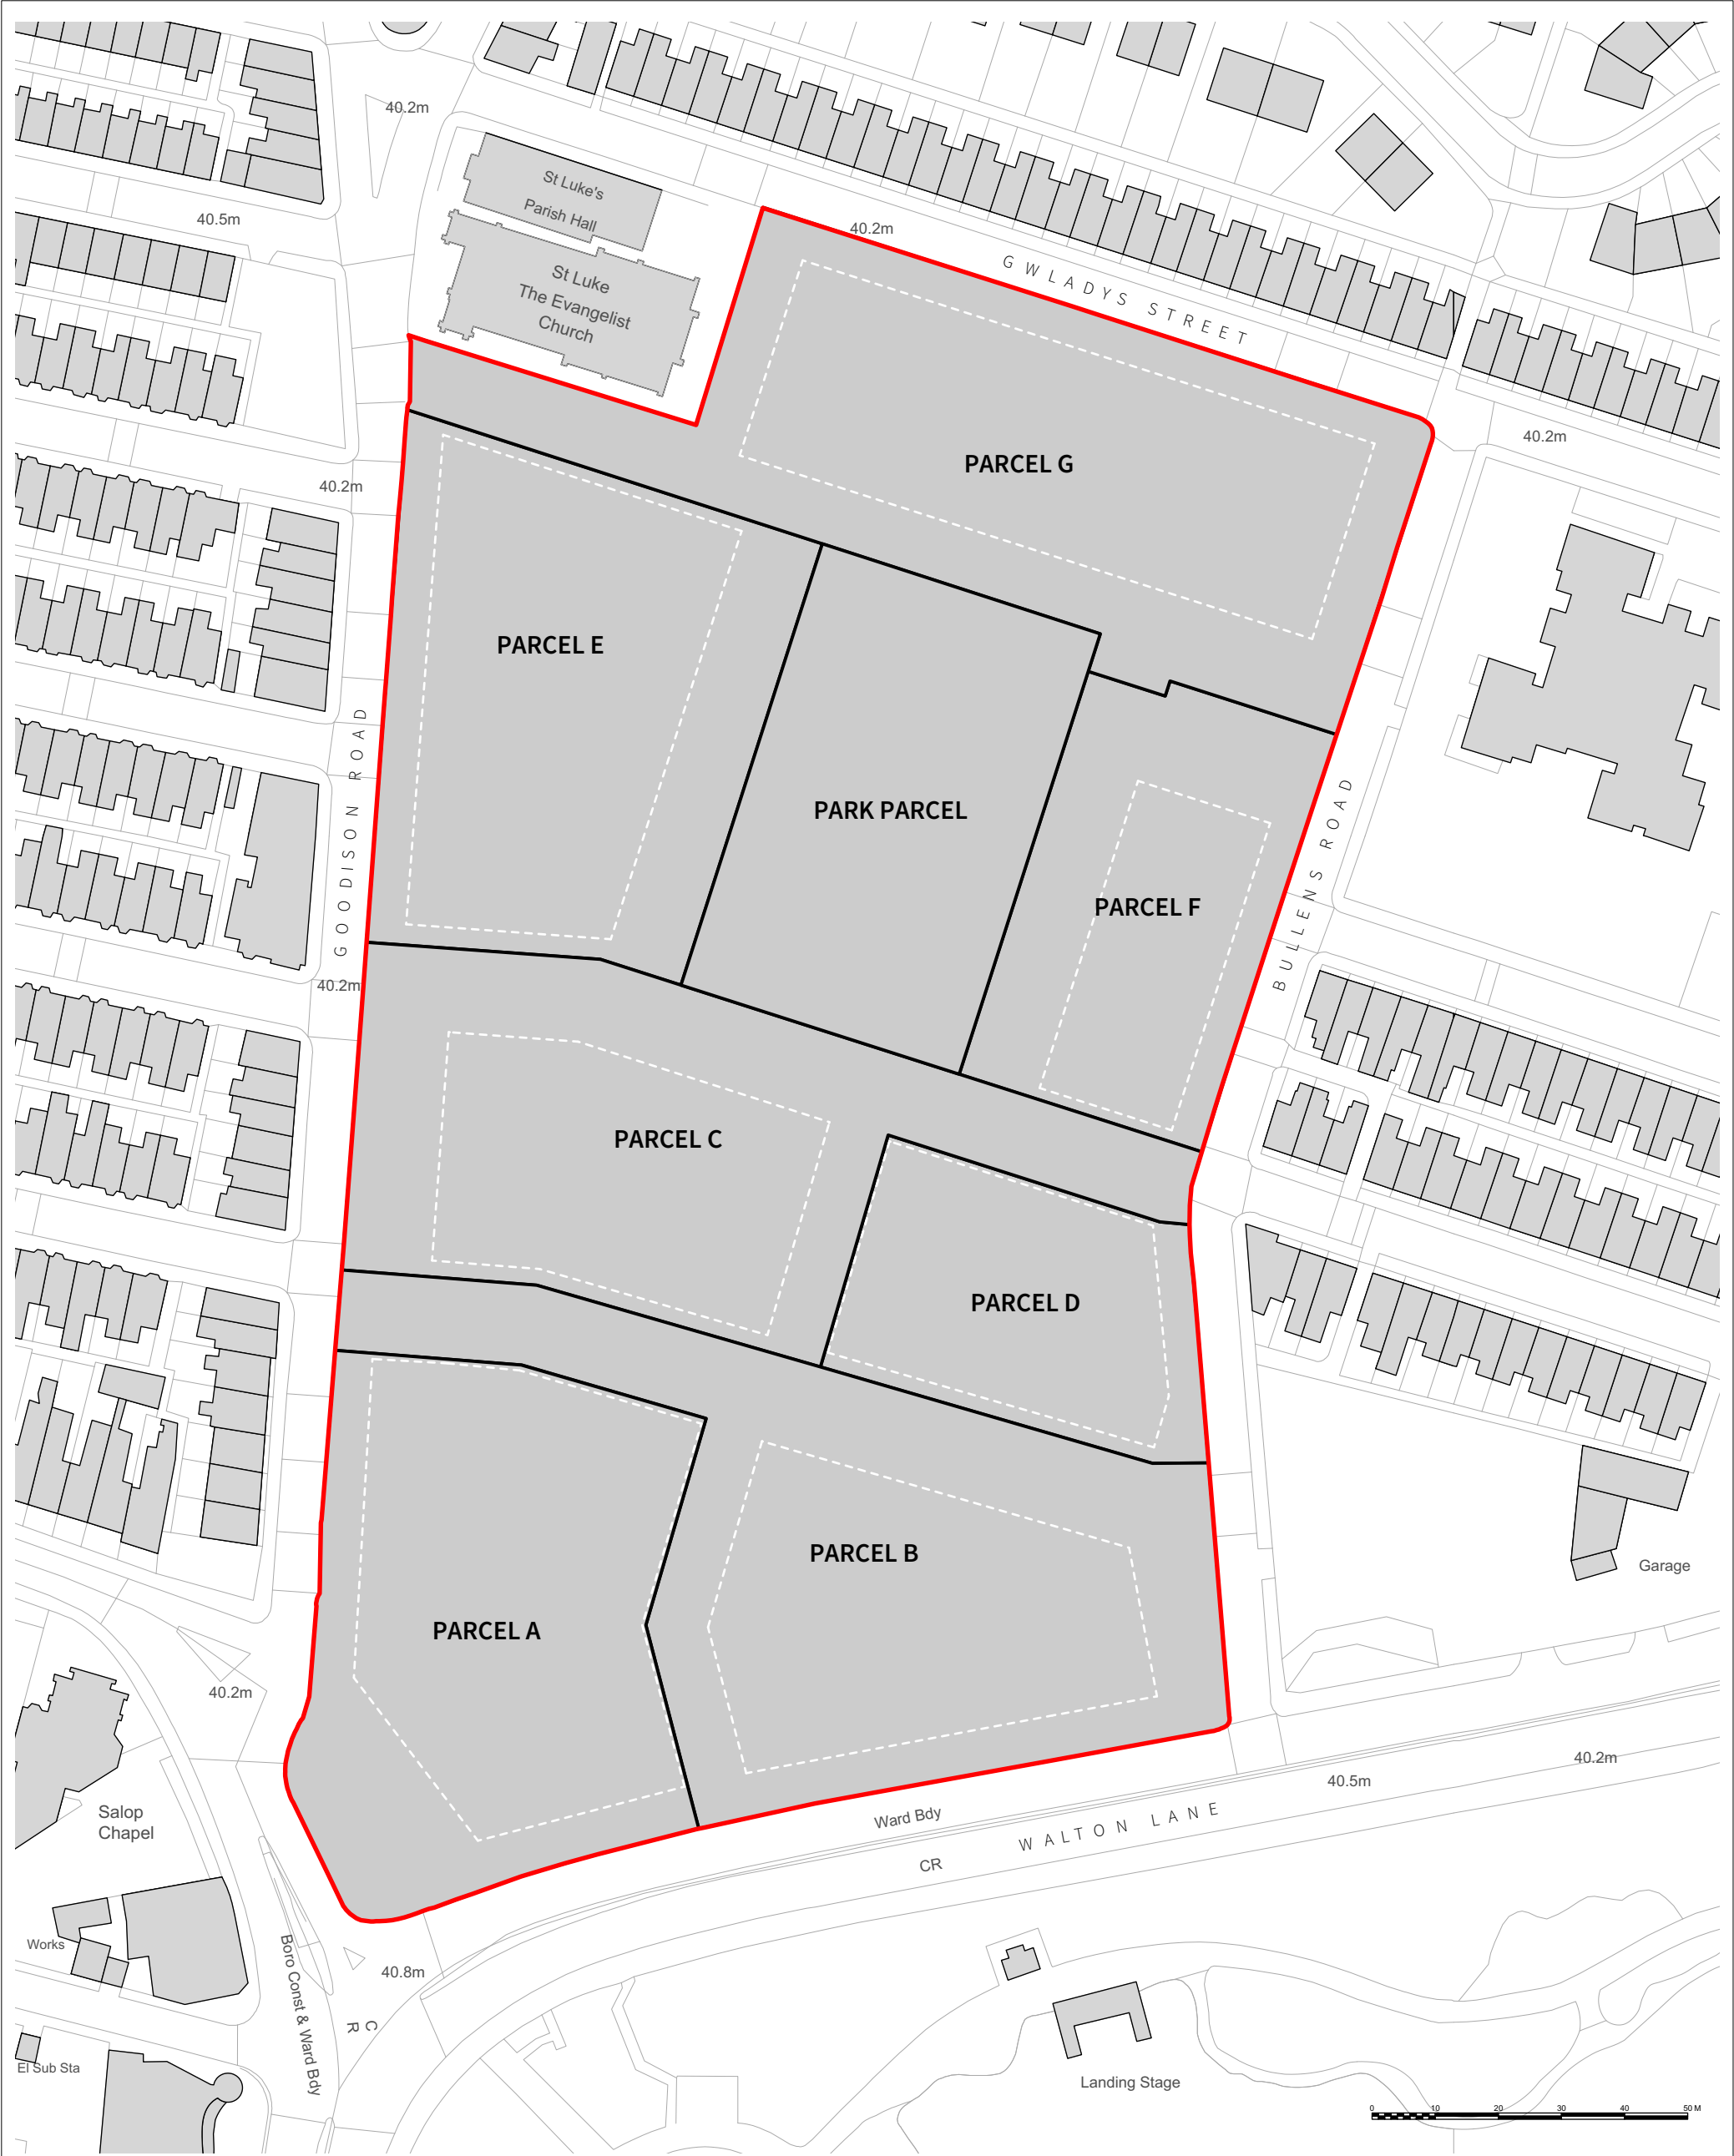 40.2m
St Luke's
Parish Hall
40.5m
40.2m
St Luke
The Evangelist
Church
GWLADYS STREET
40.2m
PARCEL G
40.2m
PARCEL E
GOODISON ROAD
PARK PARCEL
BULLENS ROAD
PARCEL F
40.2m
PARCEL C
PARCEL D
PARCEL B
Garage
PARCEL A
40.2m
40.2m
40.5m
Salop
Chapel
Ward Bdy
WALTON LANE
CR
Works
Boro Const & Ward Bdy
40.8m
CR
El Sub Sta
Landing Stage
0 10 20 30 40 50 M